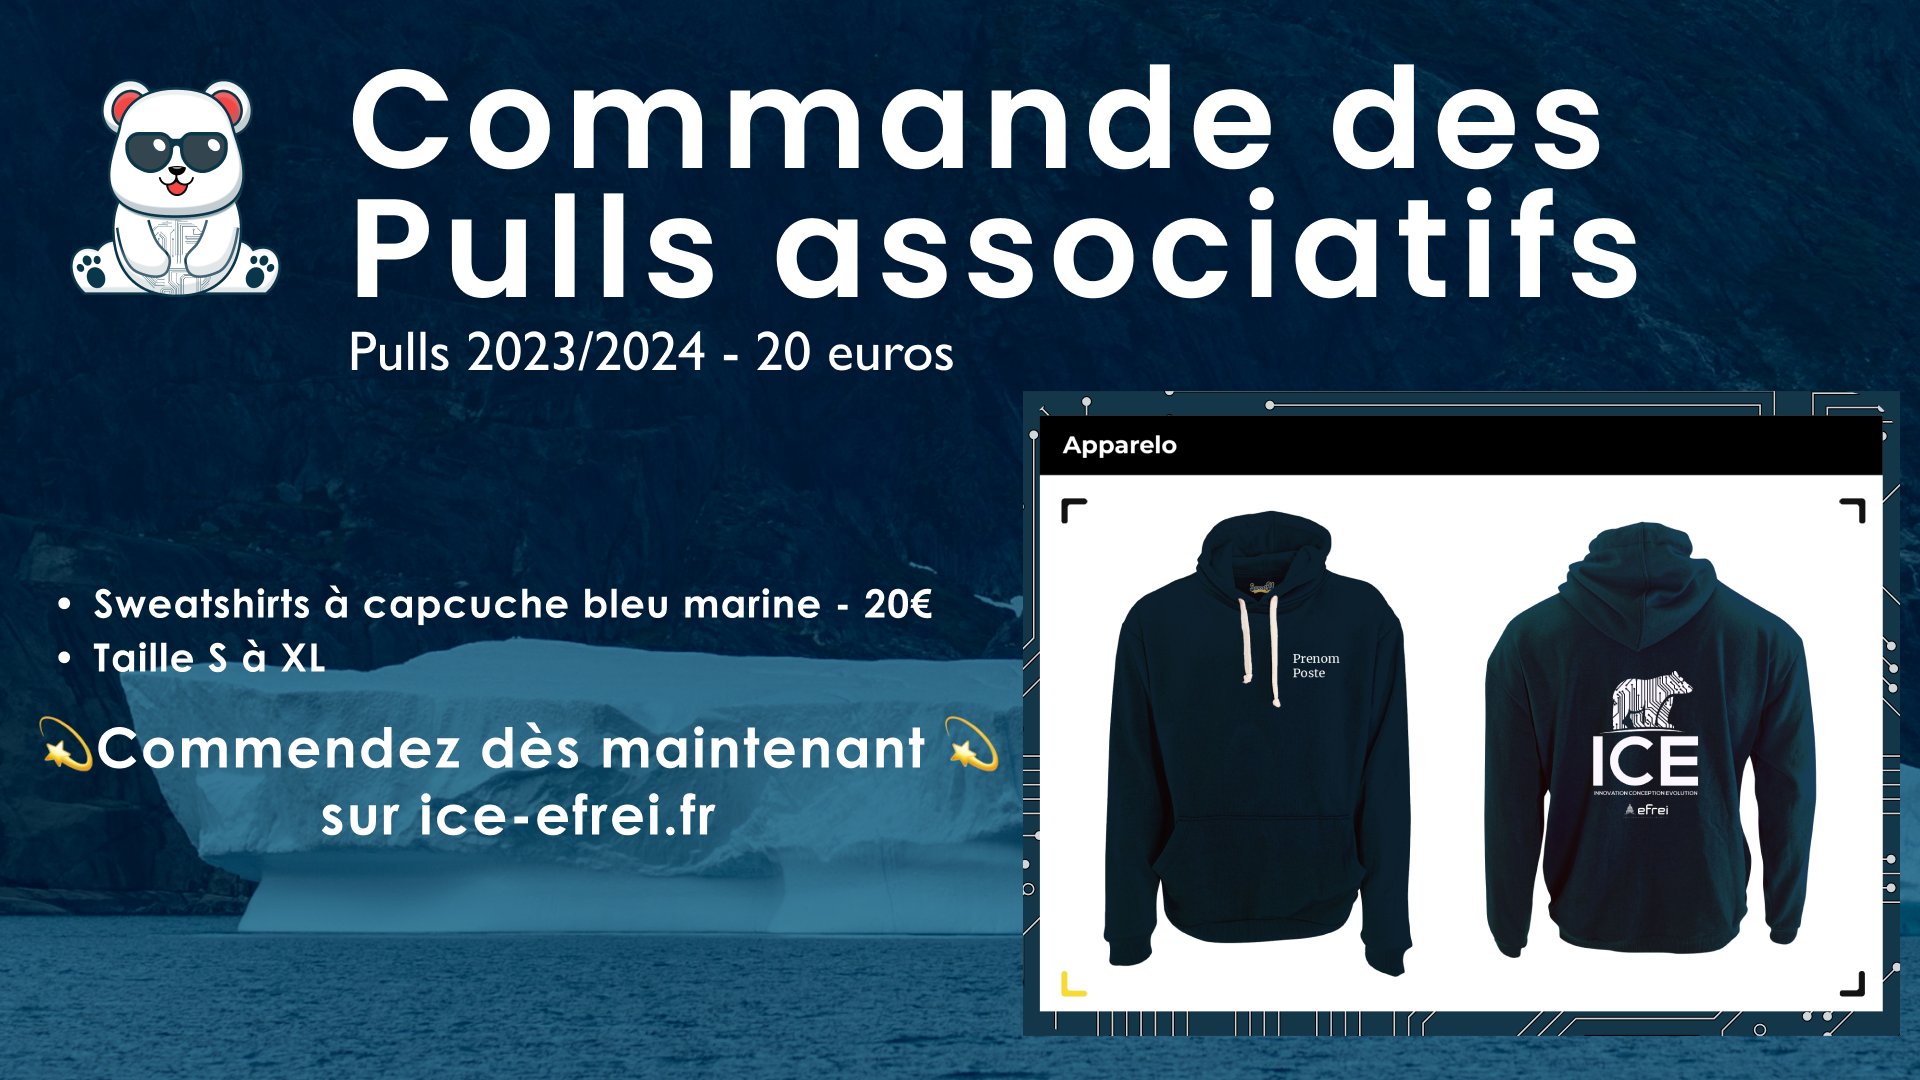 Commande des
Pulls associatifs
Pulls 2023/2024 - 20 euros
Apparelo
• Sweatshirts à capcuche bleu marine - 20€
• Taille S à XL
Prenom
Poste
ICE
INNOVATION CONCEPTION EVOLUTION
efrei
Commendez dès maintenant
sur ice-efrei.fr